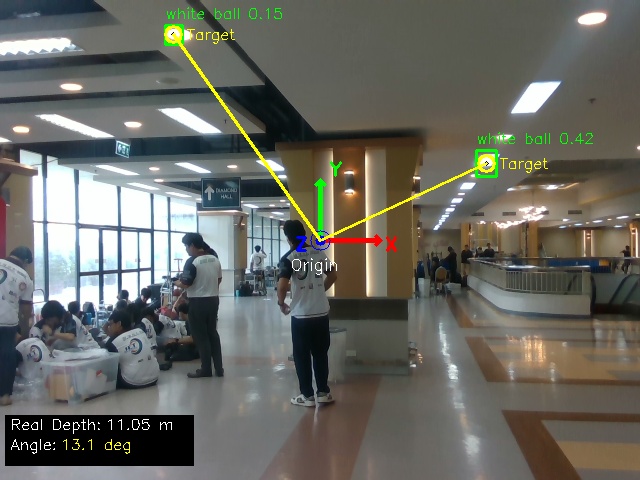 white ball 0.15
Target
white ball 0.42
Target
DIAMOND
HALL
Y
Z
X
Origin
Real Depth: 11.05 m
Angle: 13.1 deg